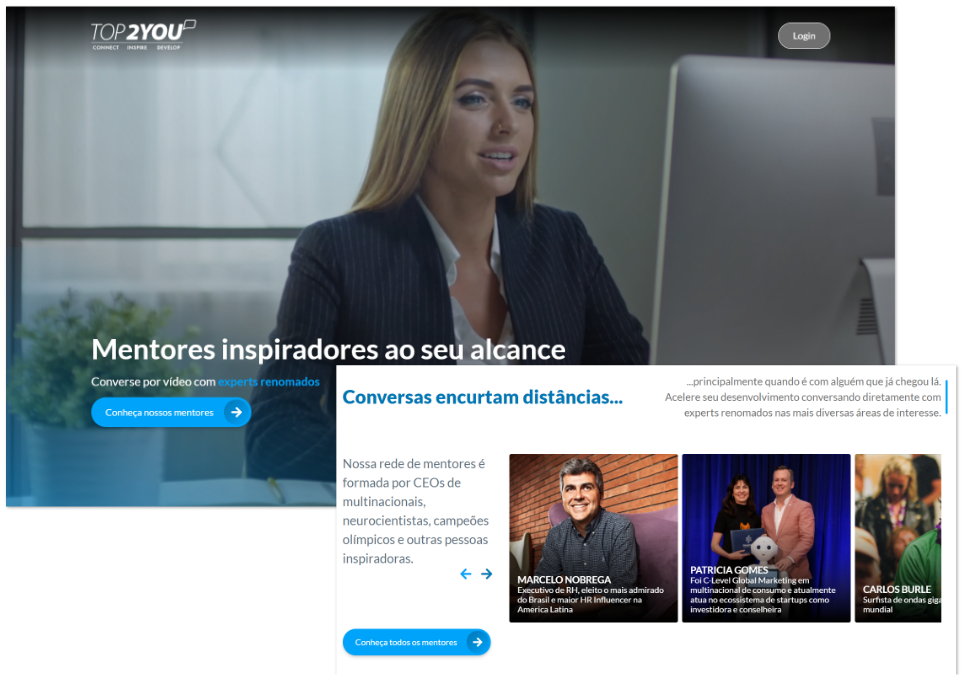 TOP2YOU
CONNECT INSPIRE DEVELOP
Login
Mentores inspiradores ao seu alcance
Converse por vídeo com experts renomados
Conheça nossos mentores
Conversas encurtam distâncias...
...principalmente quando é com alguém que já chegou lá.
Acelere seu desenvolvimento conversando diretamente com
experts renomados nas mais diversas áreas de interesse.
Nossa rede de mentores é
formada por CEOs de
multinacionais,
neurocientistas, campeões
olímpicos e outras pessoas
inspiradoras.
MARCELO NOBREGA
Executivo de RH, eleito o mais admirado
do Brasil e maior HR Influencer na
America Latina
PATRICIA GOMES
Foi C-Level Global Marketing em
multinacional de consumo e atualmente
atua no ecossistema de startups como
investidora e conselheira
CARLOS BURLE
Surfista de ondas giga
mundial
Conheça todos os mentores